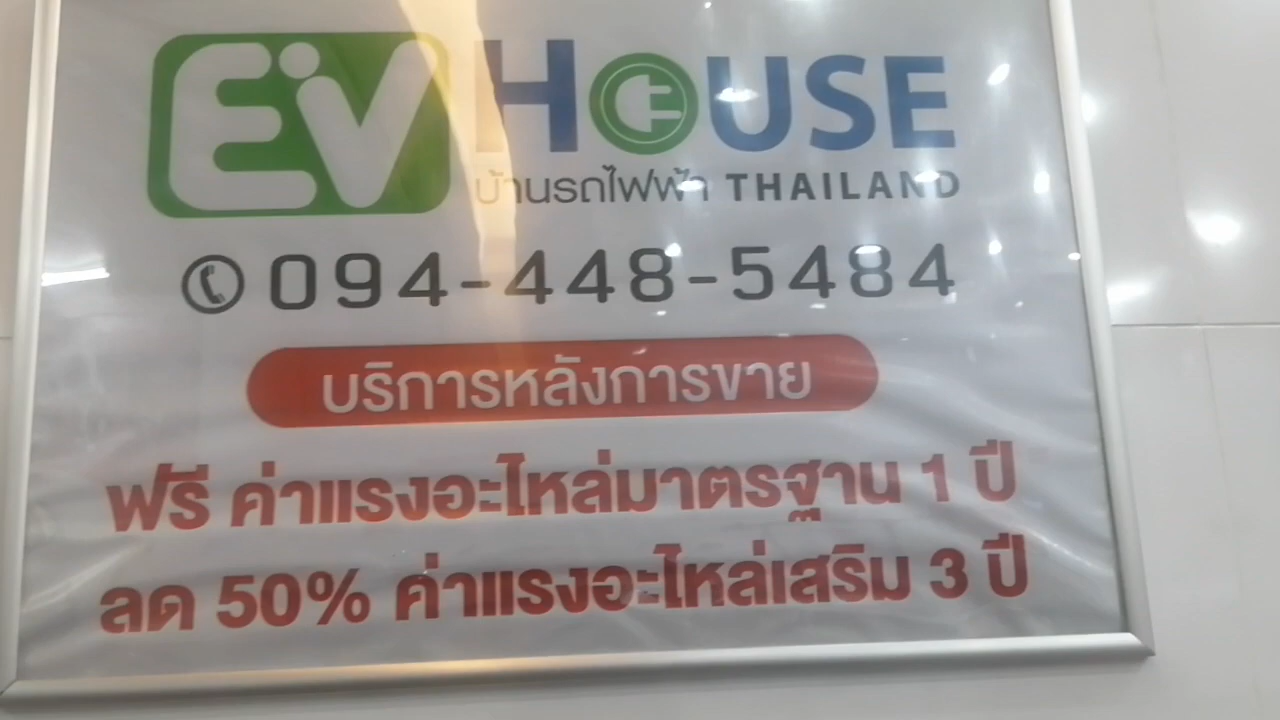 EV HOUSE
บ้านรถไฟฟ้า THAILAND
094-448-5484
บริการหลังการขาย
ฟรี ค่าแรงอะไหล่มาตรฐาน 1 ปี
ลด 50% ค่าแรงอะไหล่เสริม 3 ปี